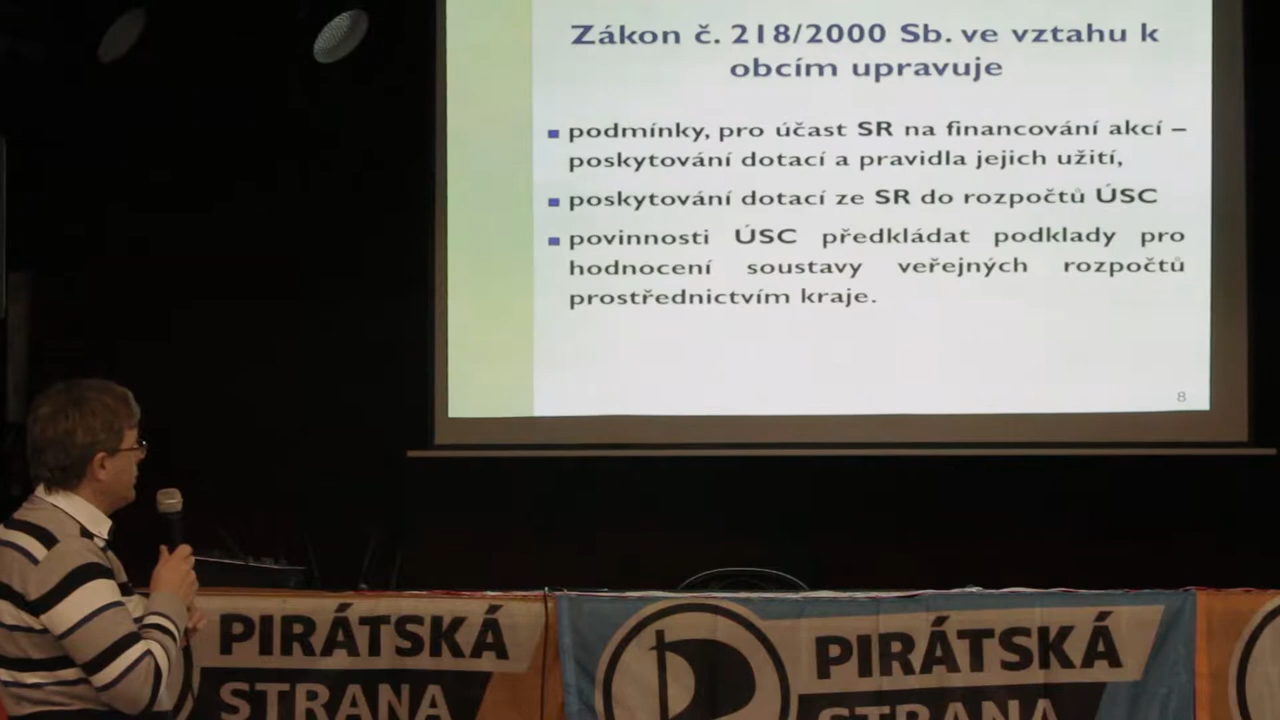 Zákon č. 218/2000 Sb. ve vztahu k
obcím upravuje
podmínky, pro účast SR na financování akcí –
poskytování dotací a pravidla jejich užití,
poskytování dotací ze SR do rozpočtů ÚSC
povinnosti ÚSC předkládat podklady pro
hodnocení soustavy veřejných rozpočtů
prostřednictvím kraje.
8
PIRÁTSKÁ
STRANA
PIRÁTSKÁ
STRANA